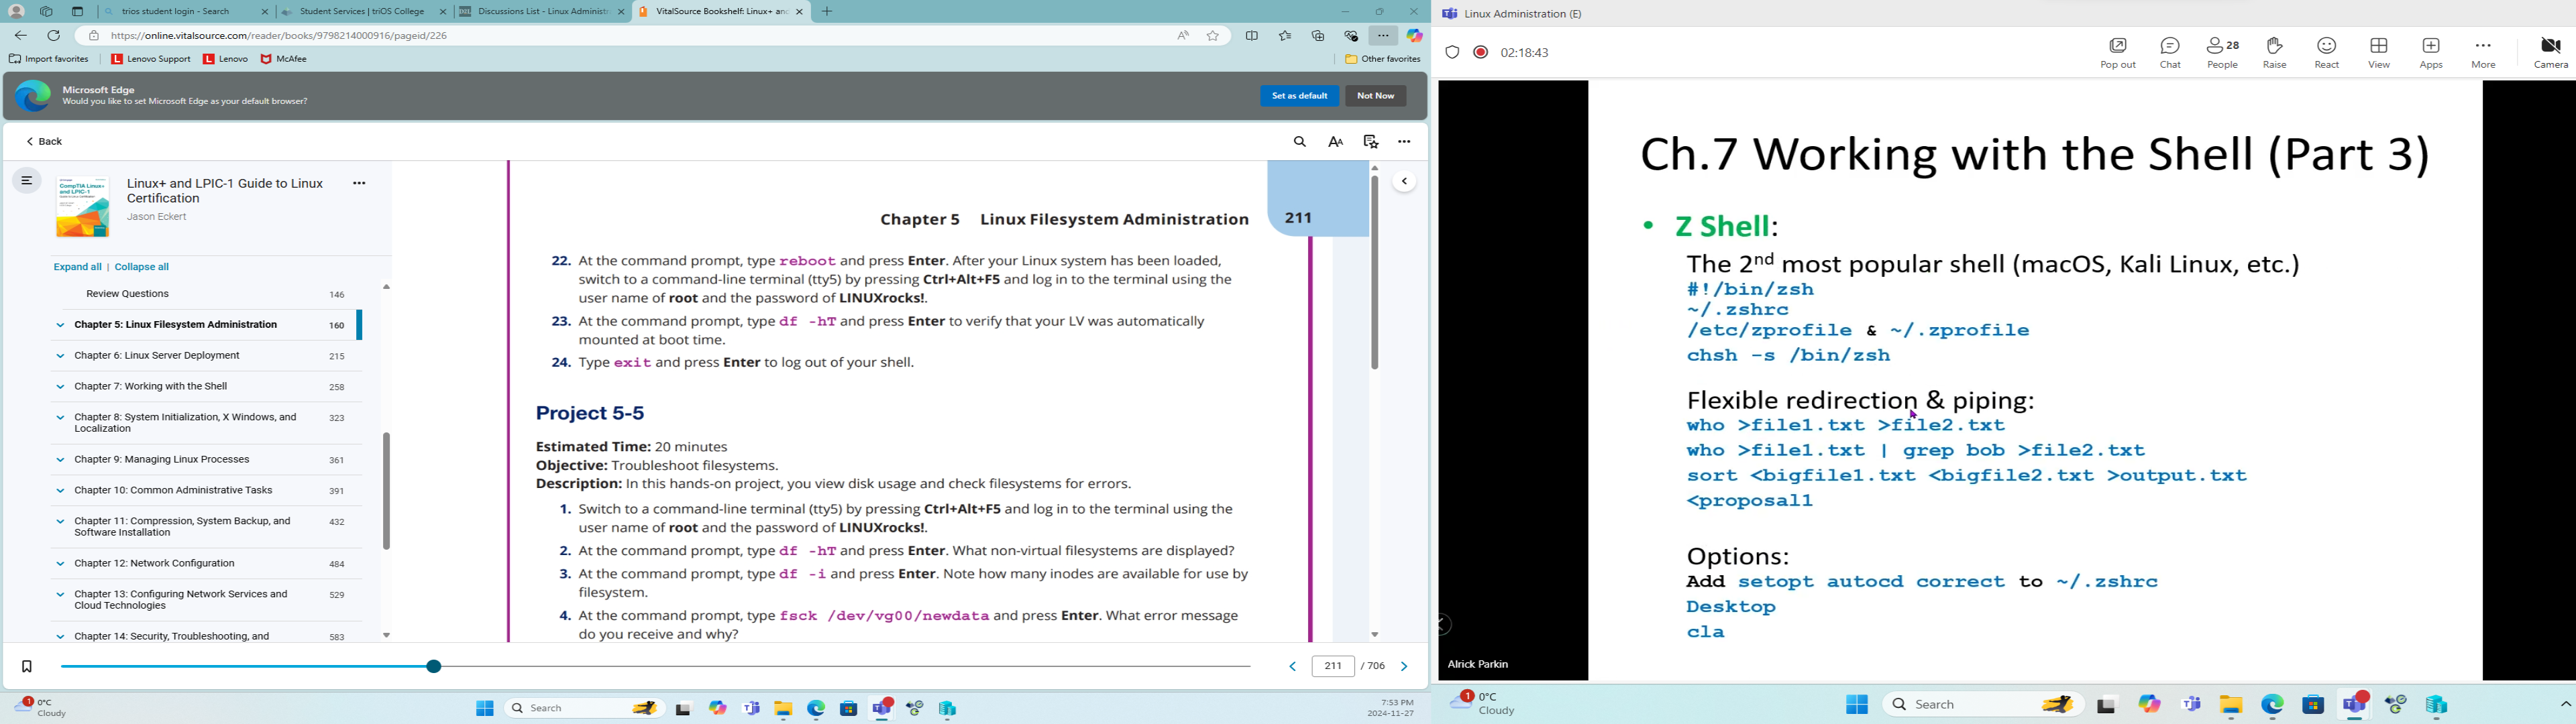 trios student login - Search
Student Services | triOS College
Discussions List - Linux Administ
VitalSource Bookshelf: Linux+ and
https://online.vitalsource.com/reader/books/9798214000916/pageid/226
Import favorites
Lenovo Support
Lenovo
McAfee
Other favorites
Microsoft Edge
Would you like to set Microsoft Edge as your default browser?
Set as default
Not Now
Back
Linux+ and LPIC-1 Guide to Linux
Certification
Jason Eckert
Expand all | Collapse all
Review Questions 146
Chapter 5: Linux Filesystem Administration 160
Chapter 6: Linux Server Deployment 215
Chapter 7: Working with the Shell 258
Chapter 8: System Initialization, X Windows, and 323
Localization
Chapter 9: Managing Linux Processes 361
Chapter 10: Common Administrative Tasks 391
Chapter 11: Compression, System Backup, and 432
Software Installation
Chapter 12: Network Configuration 484
Chapter 13: Configuring Network Services and 529
Cloud Technologies
Chapter 14: Security, Troubleshooting, and 583
Chapter 5 Linux Filesystem Administration 211
22. At the command prompt, type reboot and press Enter. After your Linux system has been loaded,
switch to a command-line terminal (tty5) by pressing Ctrl+Alt+F5 and log in to the terminal using the
user name of root and the password of LINUXrocks!.
23. At the command prompt, type df -hT and press Enter to verify that your LV was automatically
mounted at boot time.
24. Type exit and press Enter to log out of your shell.
Project 5-5
Estimated Time: 20 minutes
Objective: Troubleshoot filesystems.
Description: In this hands-on project, you view disk usage and check filesystems for errors.
1. Switch to a command-line terminal (tty5) by pressing Ctrl+Alt+F5 and log in to the terminal using the
user name of root and the password of LINUXrocks!.
2. At the command prompt, type df -hT and press Enter. What non-virtual filesystems are displayed?
3. At the command prompt, type df -i and press Enter. Note how many inodes are available for use by
filesystem.
4. At the command prompt, type fsck /dev/vg00/newdata and press Enter. What error message
do you receive and why?
211 / 706
1
0°C
Cloudy
Search
7:53 PM
2024-11-27
Linux Administration (E)
02:18:43
Pop out
Chat
28
People
Raise
React
View
Apps
More
Camera
Ch.7 Working with the Shell (Part 3)
• Z Shell:
The 2nd most popular shell (macOS, Kali Linux, etc.)
#!/bin/zsh
~/.zshrc
/etc/zprofile & ~/.zprofile
chsh -s /bin/zsh
Flexible redirection & piping:
who >file1.txt >file2.txt
who >file1.txt | grep bob >file2.txt
sort <bigfile1.txt <bigfile2.txt >output.txt
<proposal1
Options:
Add setopt autocd correct to ~/.zshrc
Desktop
cla
Alrick Parkin
1
0°C
Cloudy
Search